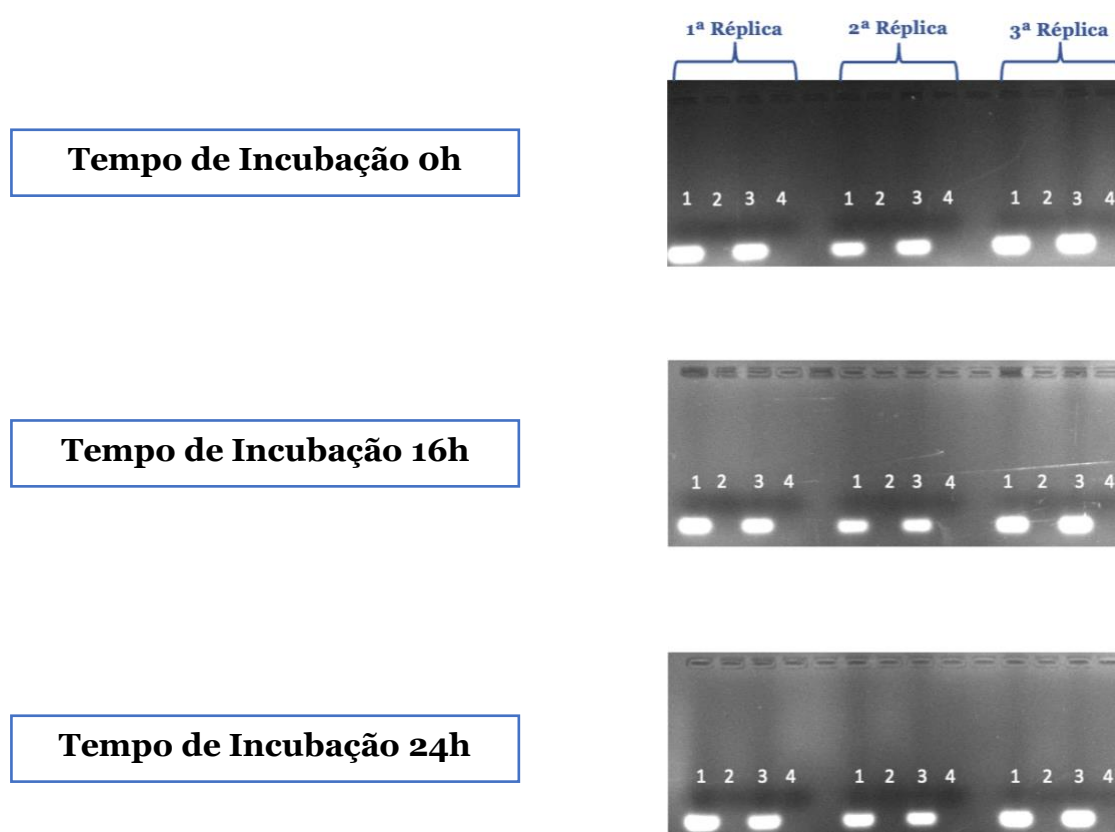 1ª Réplica 2ª Réplica 3ª Réplica
Tempo de Incubação 0h
1 2 3 4 1 2 3 4 1 2 3 4
Tempo de Incubação 16h
1 2 3 4 1 2 3 4 1 2 3 4
Tempo de Incubação 24h
1 2 3 4 1 2 3 4 1 2 3 4